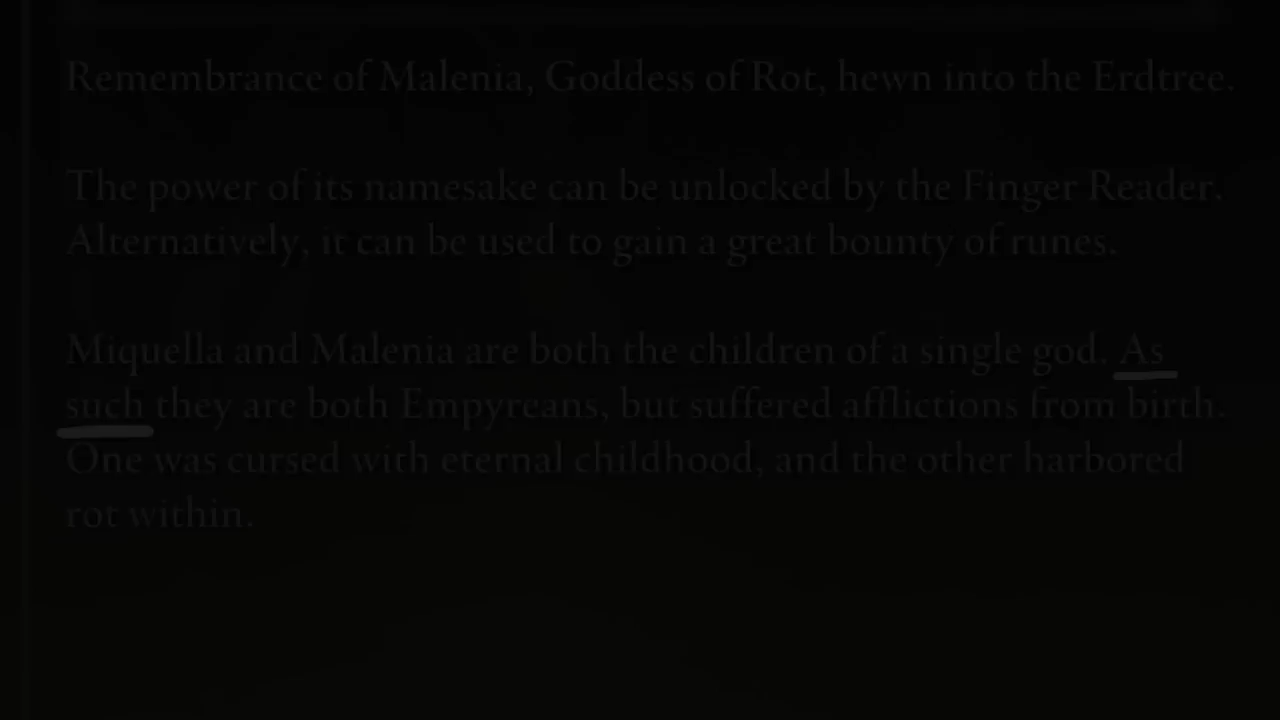 Remembrance of Malenia, Goddess of Rot, hewn into the Erdtree.
The power of its namesake can be unlocked by the Finger Reader.
Alternatively, it can be used to gain a great bounty of runes.
Miquella and Malenia are both the children of a single god. As
such they are both Empyreans, but suffered afflictions from birth.
One was cursed with eternal childhood, and the other harbored
rot within.